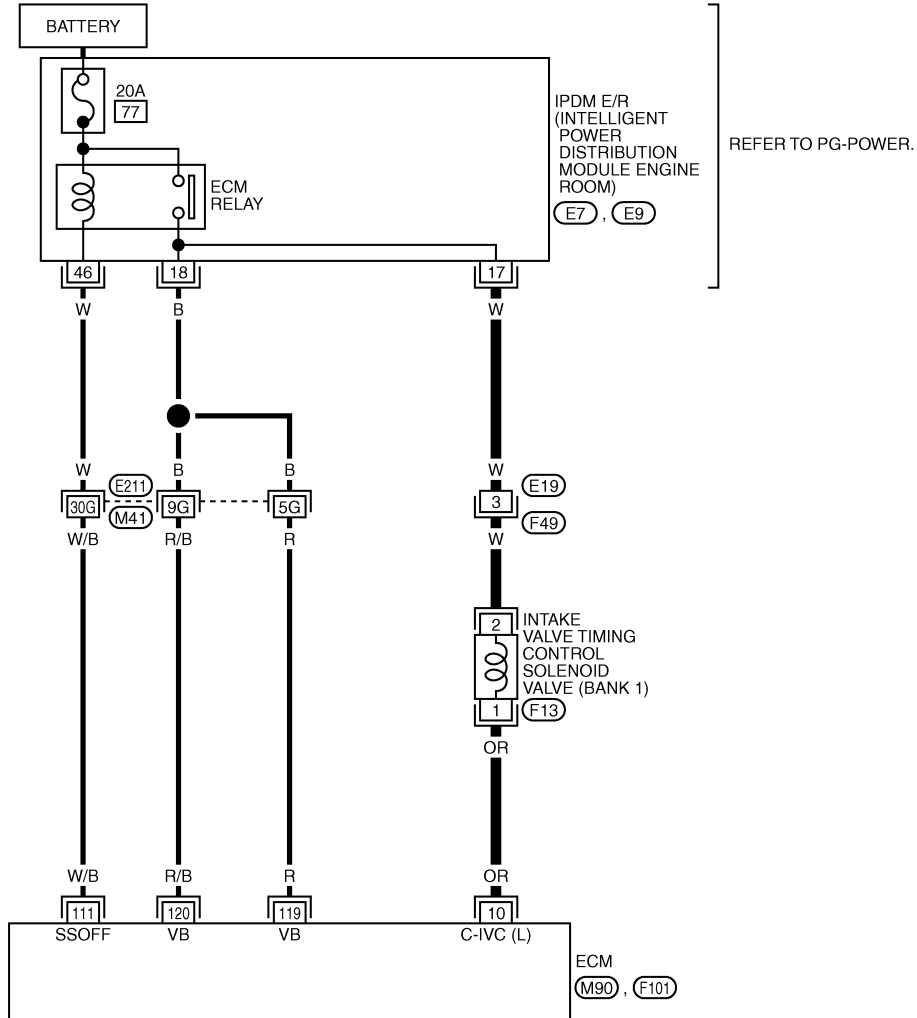 BATTERY
20A
77
ECM
RELAY
IPDM E/R
(INTELLIGENT
POWER
DISTRIBUTION
MODULE ENGINE
ROOM)
E7 , E9
REFER TO PG-POWER.
46 18 17
W B W
W B B W
E211
M41
30G 9G 5G
3
E19
F49
W/B R/B R W
2
INTAKE
VALVE TIMING
CONTROL
SOLENOID
VALVE (BANK 1)
1
F13
OR
W/B R/B R OR
111 120 119 10
SSOFF VB VB C-IVC (L)
ECM
M90 , F101